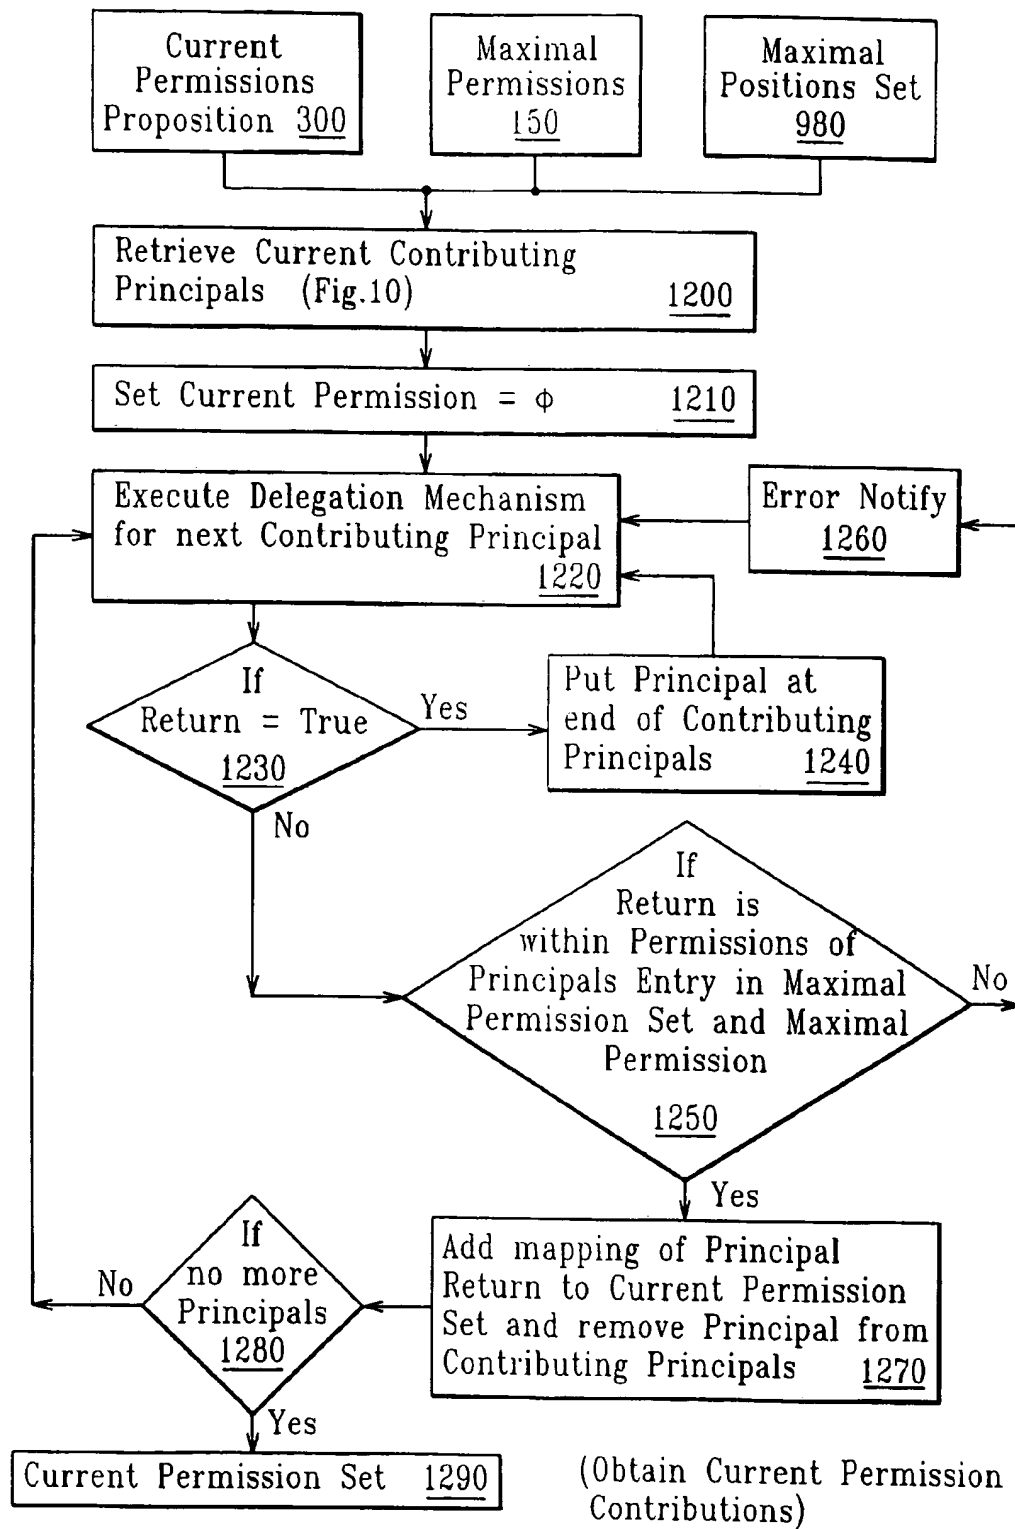 Current
Permissions
Proposition 300
Maximal
Permissions
150
Maximal
Positions Set
980
Retrieve Current Contributing
Principals (Fig.10) 1200
Set Current Permission = ϕ 1210
Execute Delegation Mechanism
for next Contributing Principal
1220
Error Notify
1260
If
Return = True
1230
Yes
No
Put Principal at
end of Contributing
Principals 1240
If
Return is
within Permissions of
Principals Entry in Maximal
Permission Set and Maximal
Permission
1250
No
Yes
Add mapping of Principal
Return to Current Permission
Set and remove Principal from
Contributing Principals 1270
If
no more
Principals
1280
No
Yes
Current Permission Set 1290
(Obtain Current Permission
Contributions)